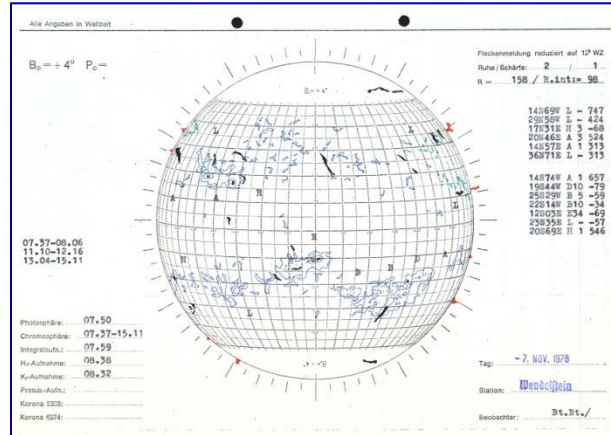 Alle Angaben in Weltzeit
B₀ = + 4° P₀ =
Fleckenmeldung reduziert auf 12ʰ WZ
Ruhe / Schärfe: 2 / 1
R = 158 / R.int:= 98
B.= +4°
14N69W L - 747
29N58W L - 424
17N31E H 3 -68
20N46E A 3 524
14N57E A 1 313
36N71E L - 313
14S74W A 1 657
19S44W D10 -79
25S29W B 5 -59
22S14W B10 -34
12S03E E34 -69
23S35E L - -57
20S69E H 1 546
L L
A A H L
E
H B B D A
L
07.37-08.06
11.10-12.16
13.04-15.11
Photosphäre: 07.50
Chromosphäre: 07.37-15.11
Integralaufn.: 07.59
Hα-Aufnahme: 08.38
K₃-Aufnahme: 08.32
Protub.-Aufn.:
Korona 5303:
Korona 6374:
Tag: -7. NOV. 1978
Station: Wendelstein
Beobachter: Bt.Bt./